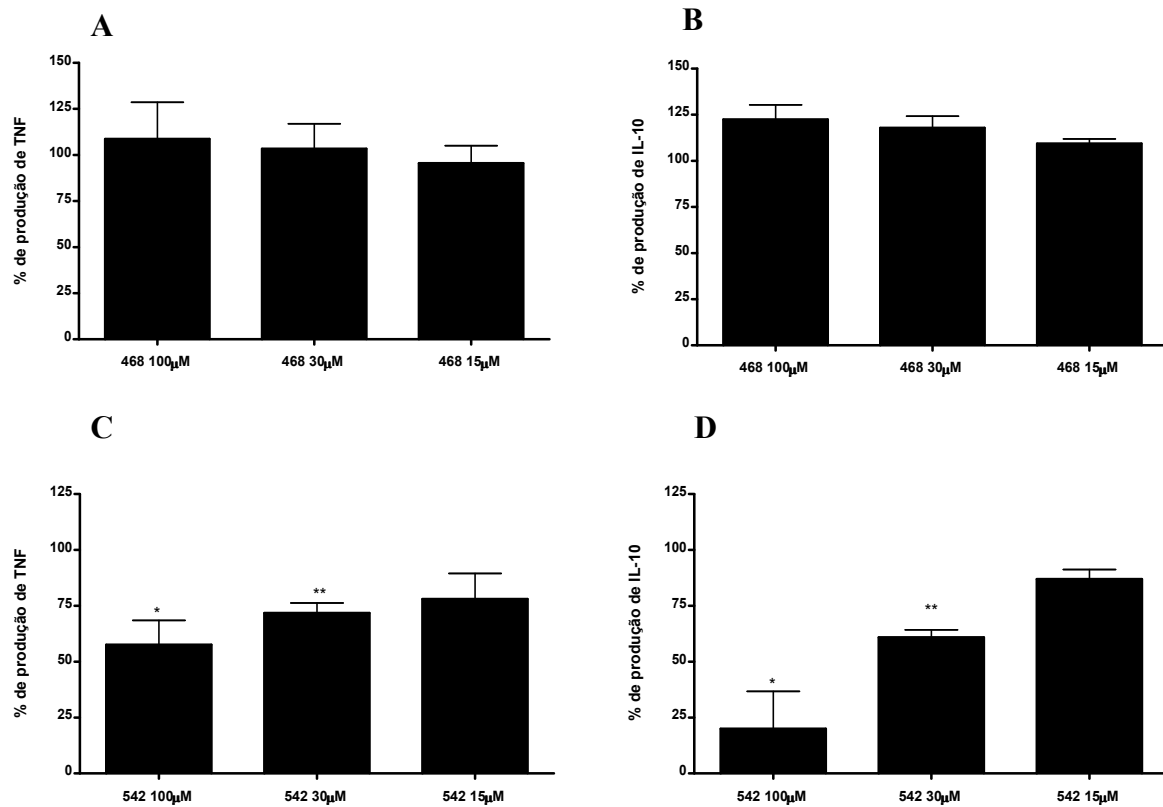 A
% de produção de TNF
150
125
100
75
50
25
0
468 100µM 468 30µM 468 15µM
B
% de produção de IL-10
150
125
100
75
50
25
0
468 100µM 468 30µM 468 15µM
C
% de produção de TNF
125
100
75
50
25
0
*
**
542 100µM 542 30µM 542 15µM
D
% de produção de IL-10
125
100
75
50
25
0
*
**
542 100µM 542 30µM 542 15µM